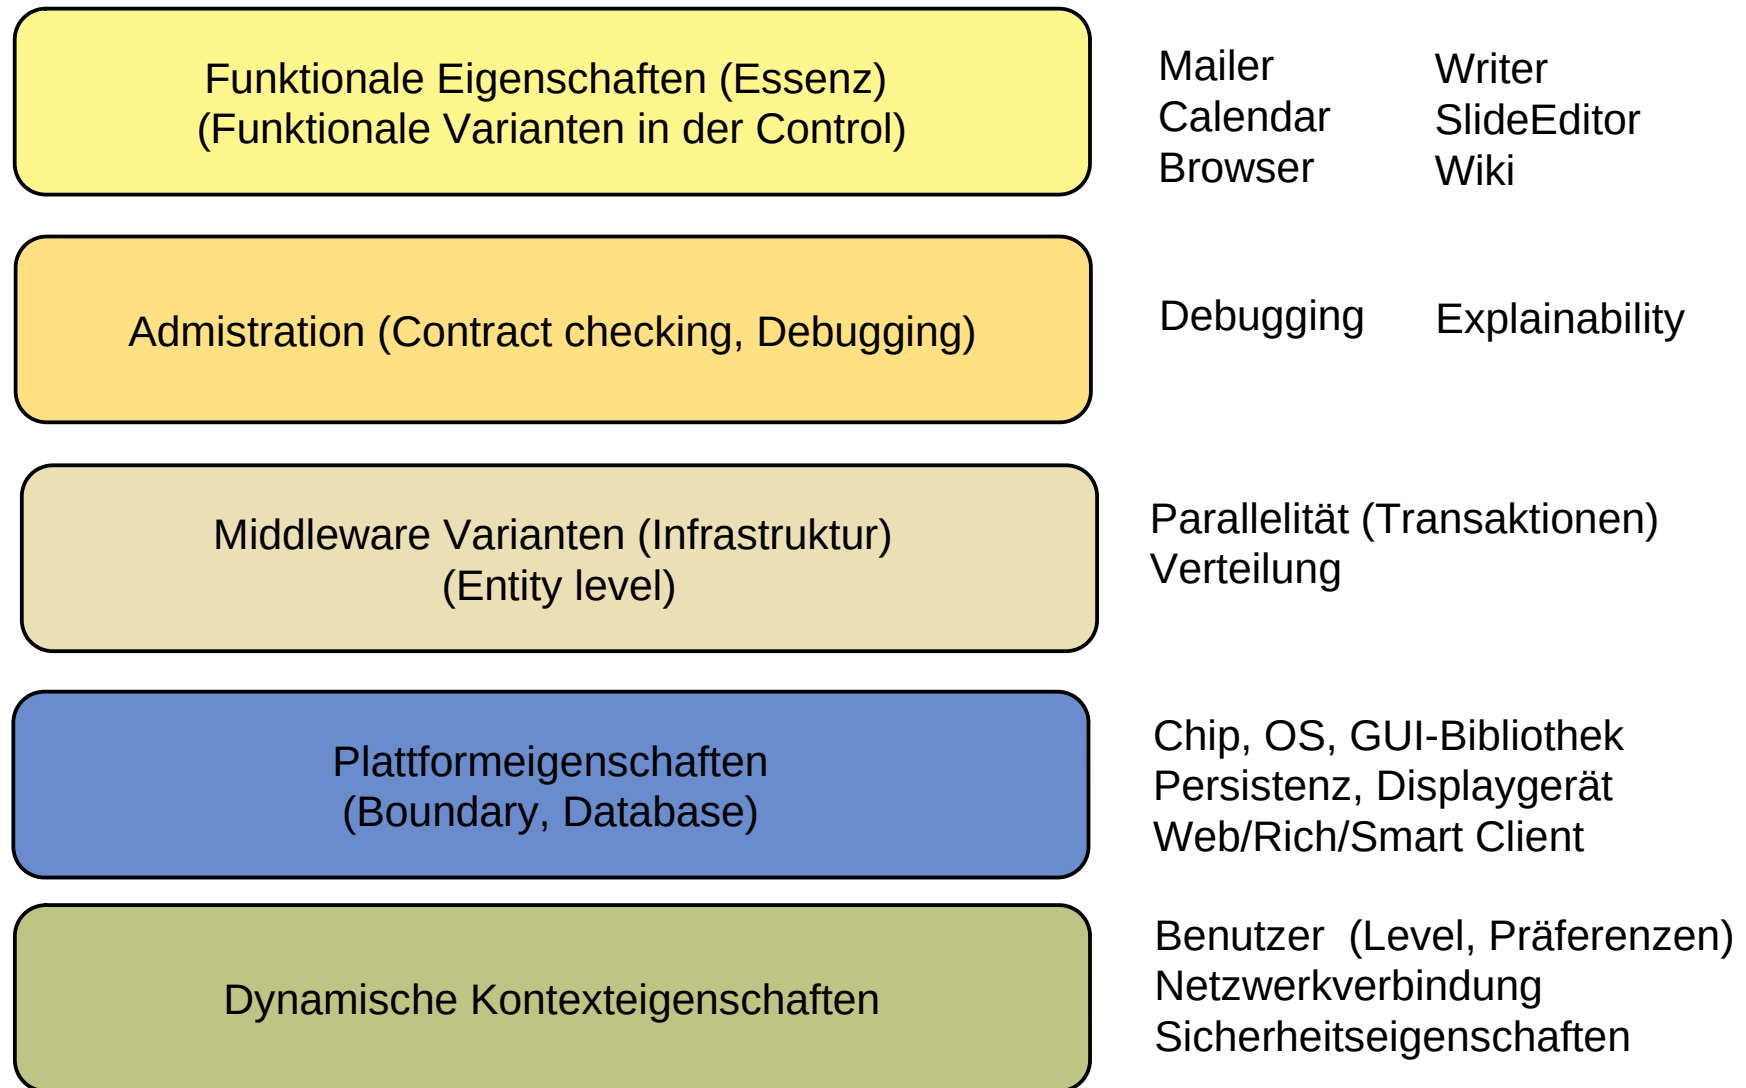 Funktionale Eigenschaften (Essenz)
(Funktionale Varianten in der Control)
Mailer
Calendar
Browser
Writer
SlideEditor
Wiki
Admistration (Contract checking, Debugging)
Debugging
Explainability
Middleware Varianten (Infrastruktur)
(Entity level)
Parallelität (Transaktionen)
Verteilung
Plattformeigenschaften
(Boundary, Database)
Chip, OS, GUI-Bibliothek
Persistenz, Displaygerät
Web/Rich/Smart Client
Dynamische Kontexteigenschaften
Benutzer  (Level, Präferenzen)
Netzwerkverbindung
Sicherheitseigenschaften